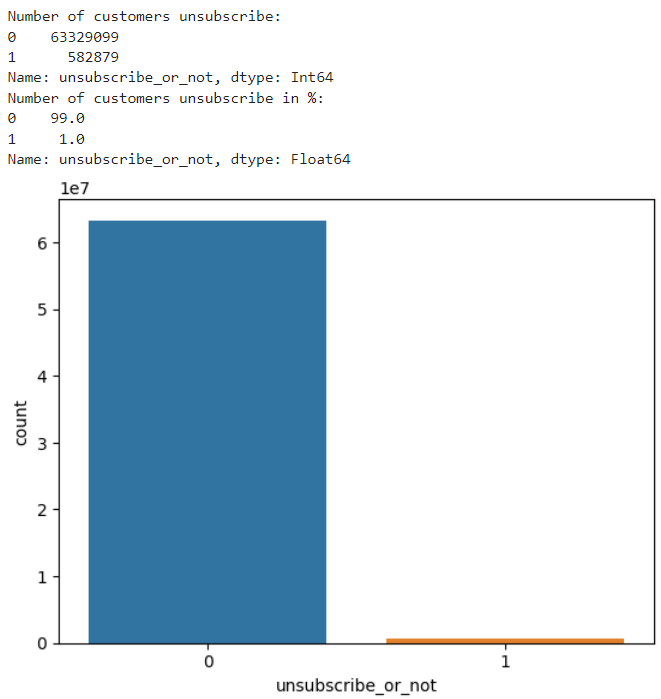 Number of customers unsubscribe:
0    63329099
1      582879
Name: unsubscribe_or_not, dtype: Int64
Number of customers unsubscribe in %:
0    99.0
1     1.0
Name: unsubscribe_or_not, dtype: Float64
1e7
6
5
4
3
2
1
0
count
0    1
unsubscribe_or_not